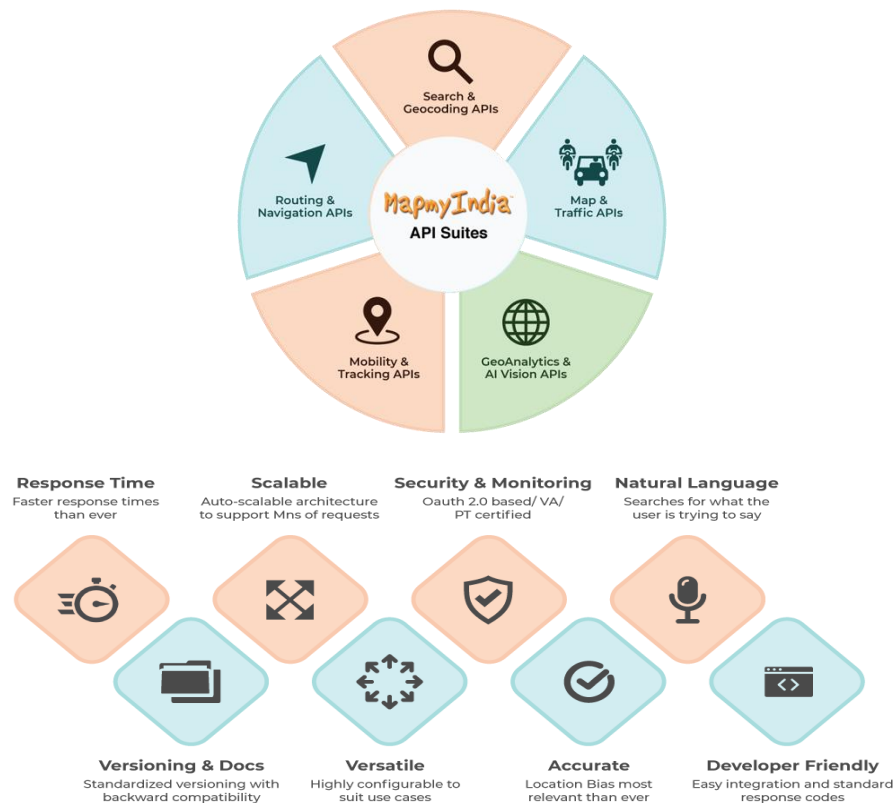 Search &
Geocoding APIs
Routing &
Navigation APIs
MapmyIndia
API Suites
Map &
Traffic APIs
Mobility &
Tracking APIs
GeoAnalytics &
AI Vision APIs
Response Time
Faster response times
than ever
Scalable
Auto-scalable architecture
to support Mns of requests
Security & Monitoring
Oauth 2.0 based/ VA/
PT certified
Natural Language
Searches for what the
user is trying to say
Versioning & Docs
Standardized versioning with
backward compatibility
Versatile
Highly configurable to
suit use cases
Accurate
Location Bias most
relevant than ever
Developer Friendly
Easy integration and standard
response codes